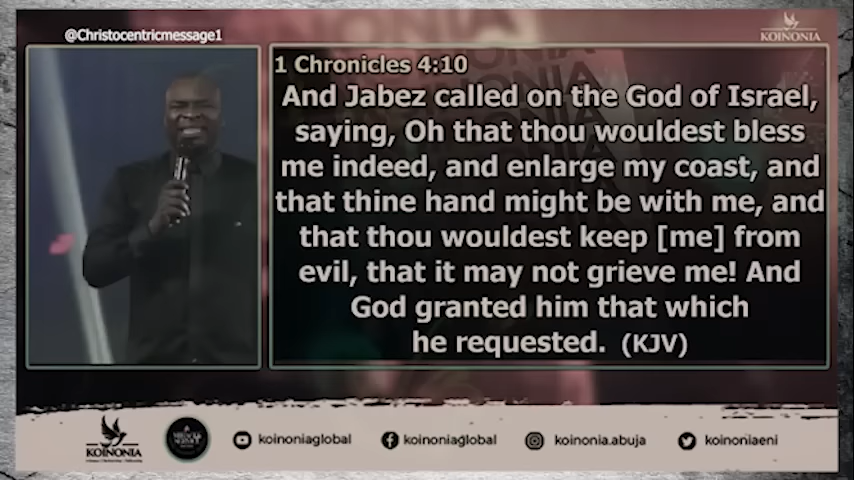 @Christocentricmessage1
KOINONIA
1 Chronicles 4:10
And Jabez called on the God of Israel,
saying, Oh that thou wouldest bless
me indeed, and enlarge my coast, and
that thine hand might be with me, and
that thou wouldest keep [me] from
evil, that it may not grieve me! And
God granted him that which
he requested. (KJV)
KOINONIA
koinoniaglobal
koinoniaglobal
koinonia.abuja
koinoniaeni